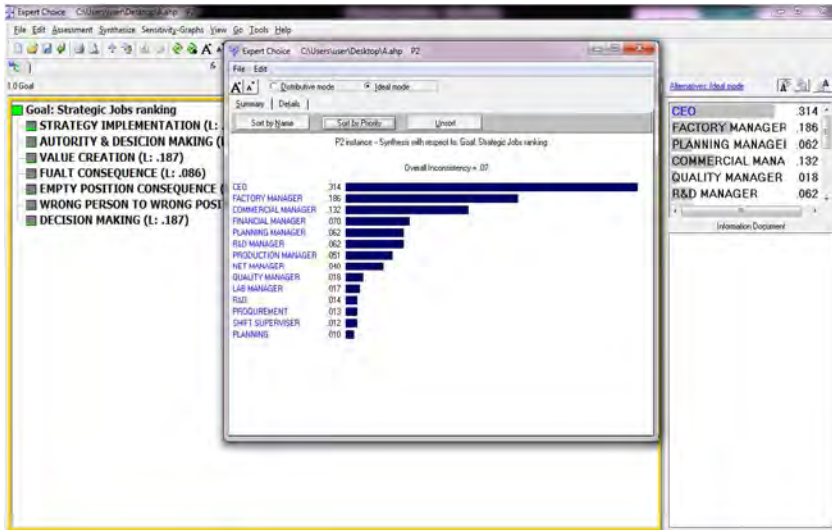 Expert Choice C:\Users\user\Desktop\A.ahp P2
File Edit Assessment Synthesize Sensitivity-Graphs View Go Tools Help
1.0 Goal
Goal: Strategic Jobs ranking
STRATEGY IMPLEMENTATION (L:
AUTORITY & DESICION MAKING (
VALUE CREATION (L: .187)
FUALT CONSEQUENCE (L: .086)
EMPTY POSITION CONSEQUENCE (
WRONG PERSON TO WRONG POSI
DECISION MAKING (L: .187)
Expert Choice C:\Users\user\Desktop\A.ahp P2
File Edit
Distributive mode Ideal mode
Summary Details
Sort by Name Sort by Priority Unsort
P2 instance -- Synthesis with respect to: Goal: Strategic Jobs ranking
Overall Inconsistency = .07
CEO .314
FACTORY MANAGER .186
COMMERCIAL MANAGER .132
FINANCIAL MANAGER .070
PLANNING MANAGER .062
R&D MANAGER .062
PRODUCTION MANAGER .051
NET MANAGER .040
QUALITY MANAGER .018
LAB MANAGER .017
R&D .014
PROQUREMENT .013
SHIFT SUPERVISER .012
PLANNING .010
Alternatives: Ideal mode
CEO .314
FACTORY MANAGER .186
PLANNING MANAGEI .062
COMMERCIAL MANA .132
QUALITY MANAGER .018
R&D MANAGER .062
Information Document